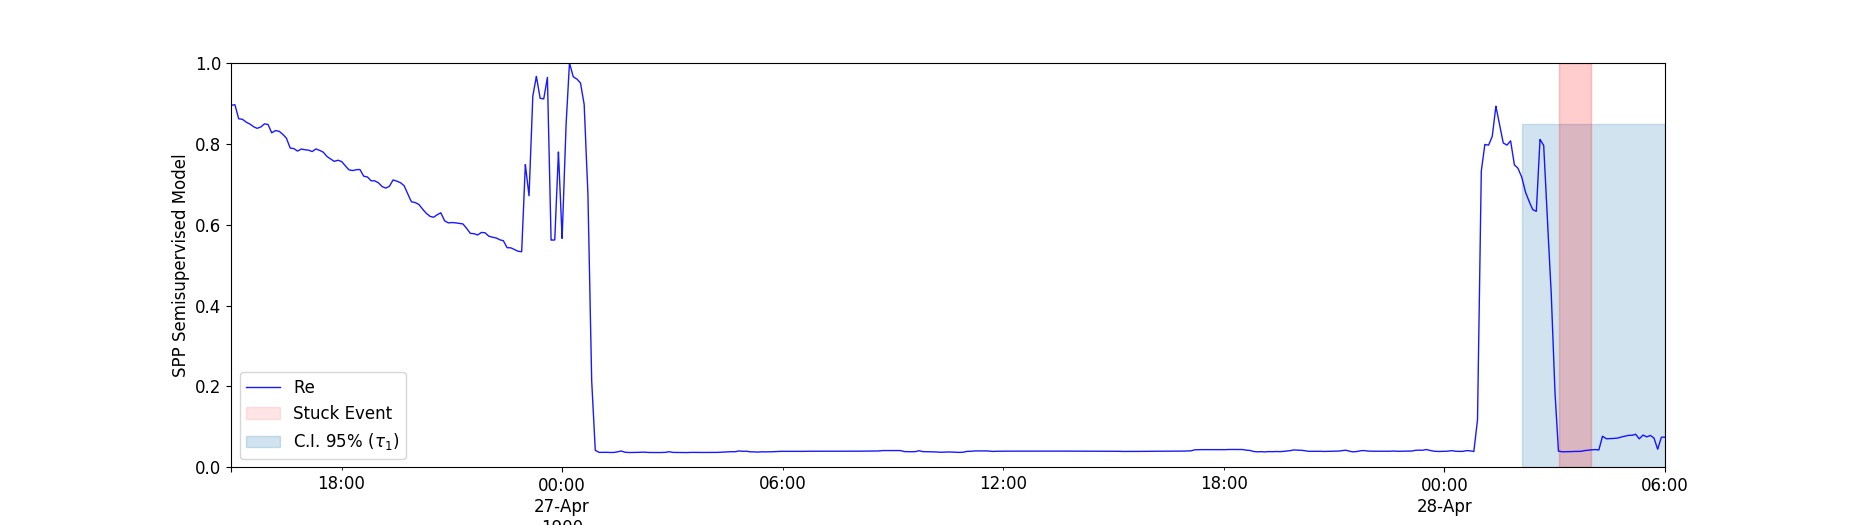 SPP Semisupervised Model
1.0
0.8
0.6
0.4
0.2
0.0
Re
Stuck Event
C.I. 95% (τ₁)
18:00 00:00 06:00 12:00 18:00 00:00 06:00
27-Apr 28-Apr
1900